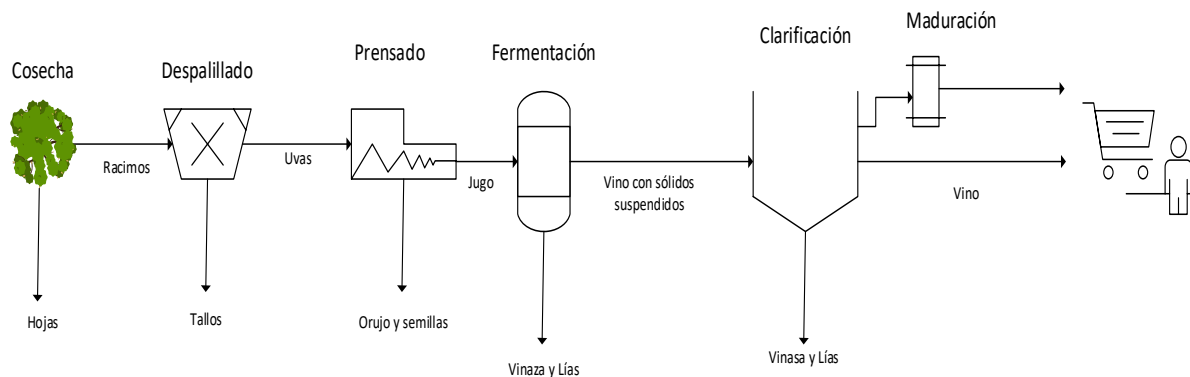 Cosecha
Despalillado
Prensado
Fermentación
Clarificación
Maduración
Racimos
Uvas
Jugo
Vino con sólidos
suspendidos
Vino
Hojas
Tallos
Orujo y semillas
Vinaza y Lías
Vinasa y Lías